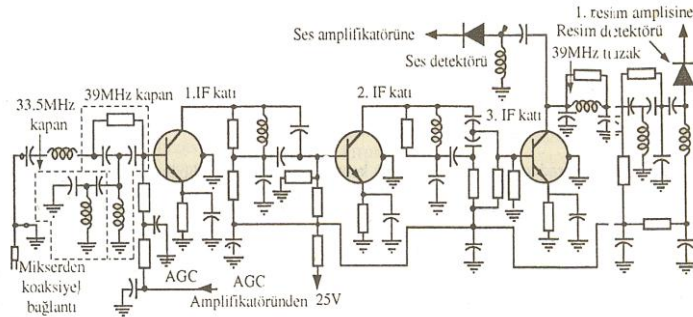 1. resim amplisine
Ses amplifikatörüne
Resim detektörü
Ses detektörü
39MHz tuzak
39MHz kapan
1.IF katı
2. IF katı
3. IF katı
33.5MHz
kapan
Mikserden
koaksiyel
bağlantı
AGC
AGC
Amplifikatöründen
25V